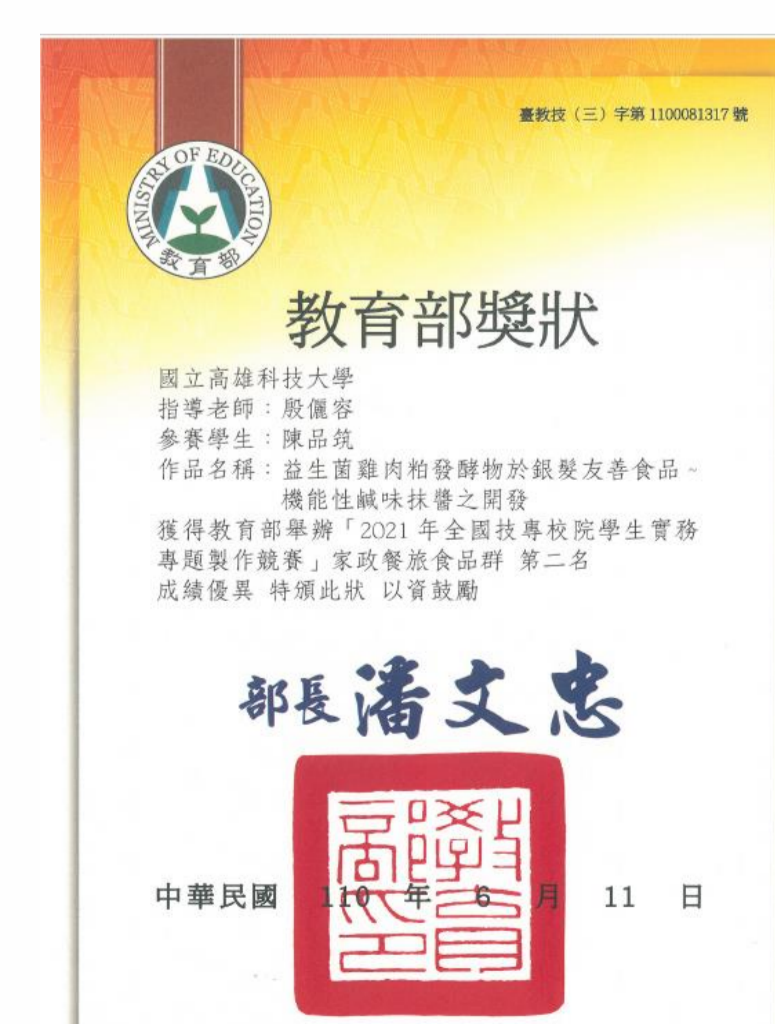 臺教技（三）字第1100081317號
MINISTRY OF EDUCATION
教育部
教育部獎狀
國立高雄科技大學
指導老師：殷儷容
參賽學生：陳品筑
作品名稱：益生菌雞肉粕發酵物於銀髮友善食品~
機能性鹹味抹醬之開發
獲得教育部舉辦「2021年全國技專校院學生實務
專題製作競賽」家政餐旅食品群 第二名
成績優異 特頒此狀 以資鼓勵
部長 潘文忠
教育部印
中華民國 110 年 6 月 11 日